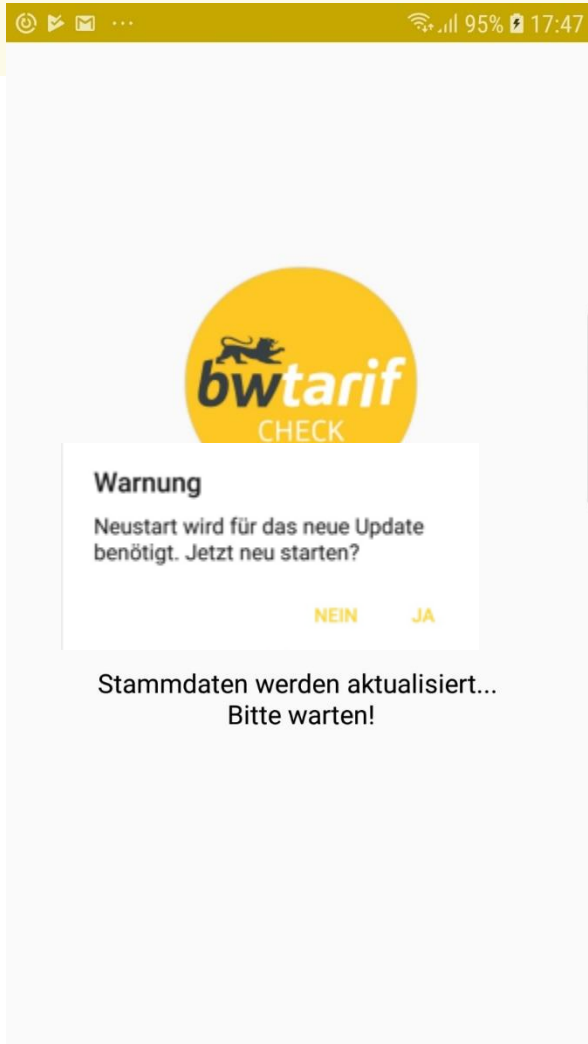 95% 17:47
bwtarif
CHECK
Warnung
Neustart wird für das neue Update
benötigt. Jetzt neu starten?
NEIN JA
Stammdaten werden aktualisiert...
Bitte warten!